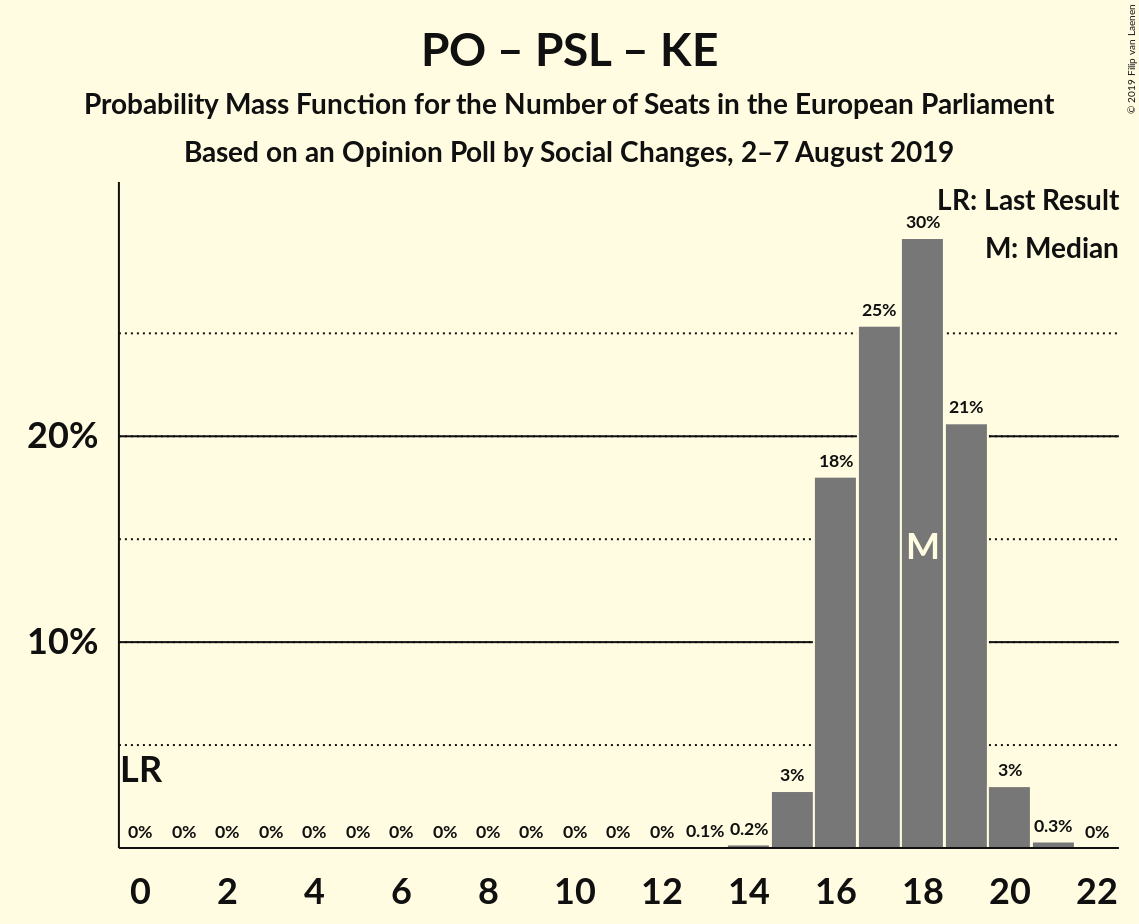 PO – PSL – KE
Probability Mass Function for the Number of Seats in the European Parliament
Based on an Opinion Poll by Social Changes, 2–7 August 2019
© 2019 Filip van Laenen
LR: Last Result
M: Median
30%
25%
21%
20%
18%
M
10%
LR
3%
3%
0% 0% 0% 0% 0% 0% 0% 0% 0% 0% 0% 0% 0% 0.1% 0.2% 0.3% 0%
0 2 4 6 8 10 12 14 16 18 20 22